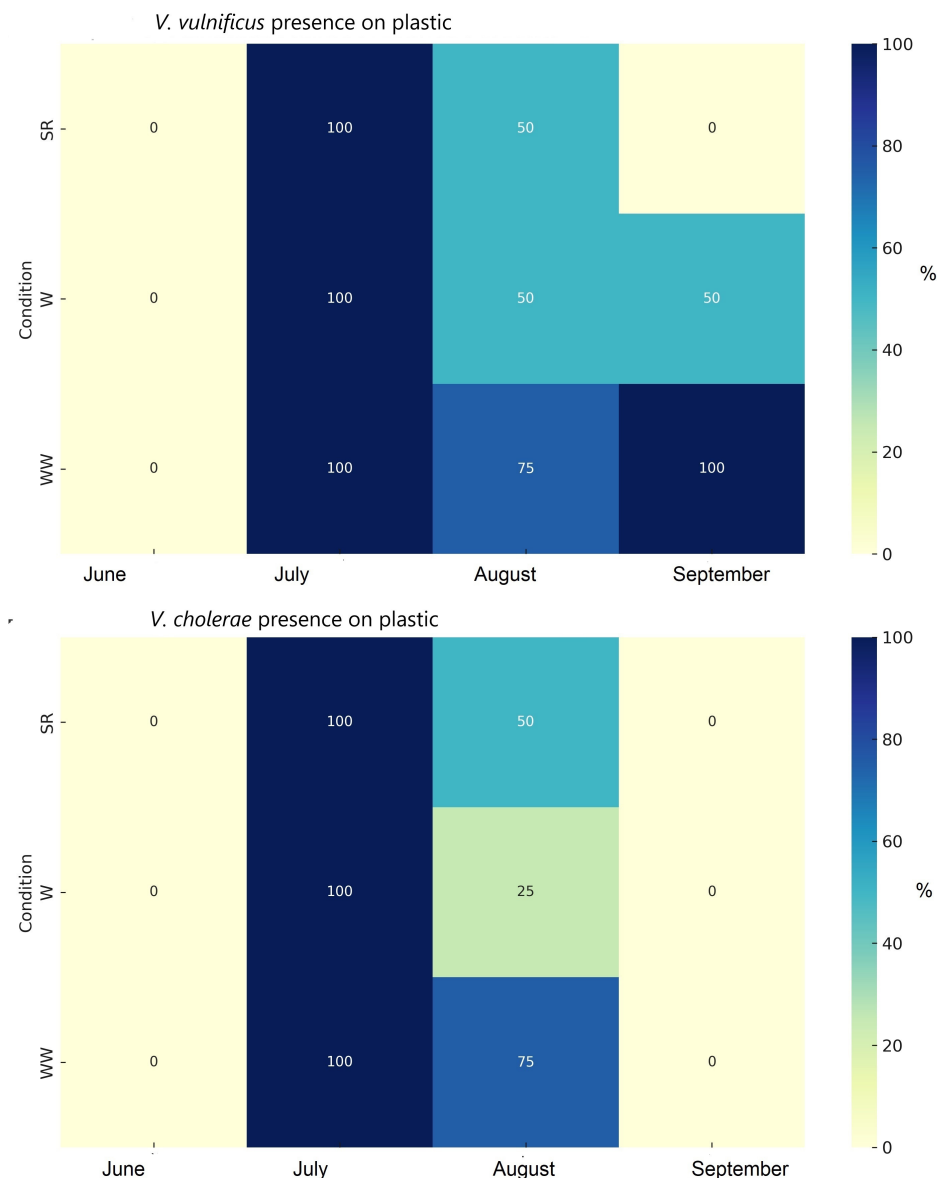 V. vulnificus presence on plastic
100
SR 0 100 50 0
80
60
Condition
%
W 0 100 50 50
40
20
WW 0 100 75 100
0
June July August September
V. cholerae presence on plastic
100
SR 0 100 50 0
80
60
Condition
%
W 0 100 25 0
40
20
WW 0 100 75 0
0
June July August September